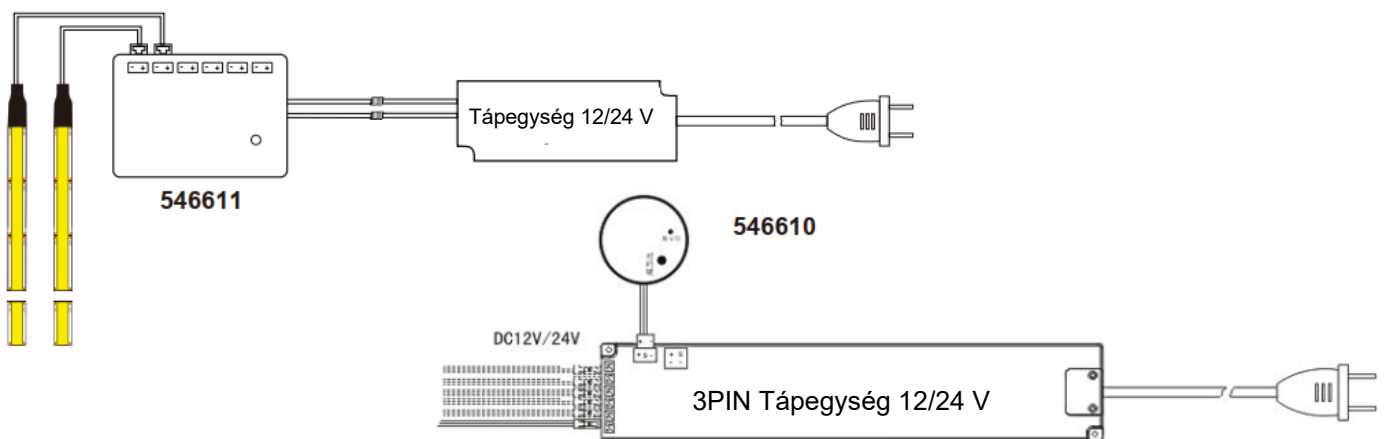 - + - + - + - + - + - +
Tápegység 12/24 V
546611
546610
DC12V/24V
3PIN Tápegység 12/24 V